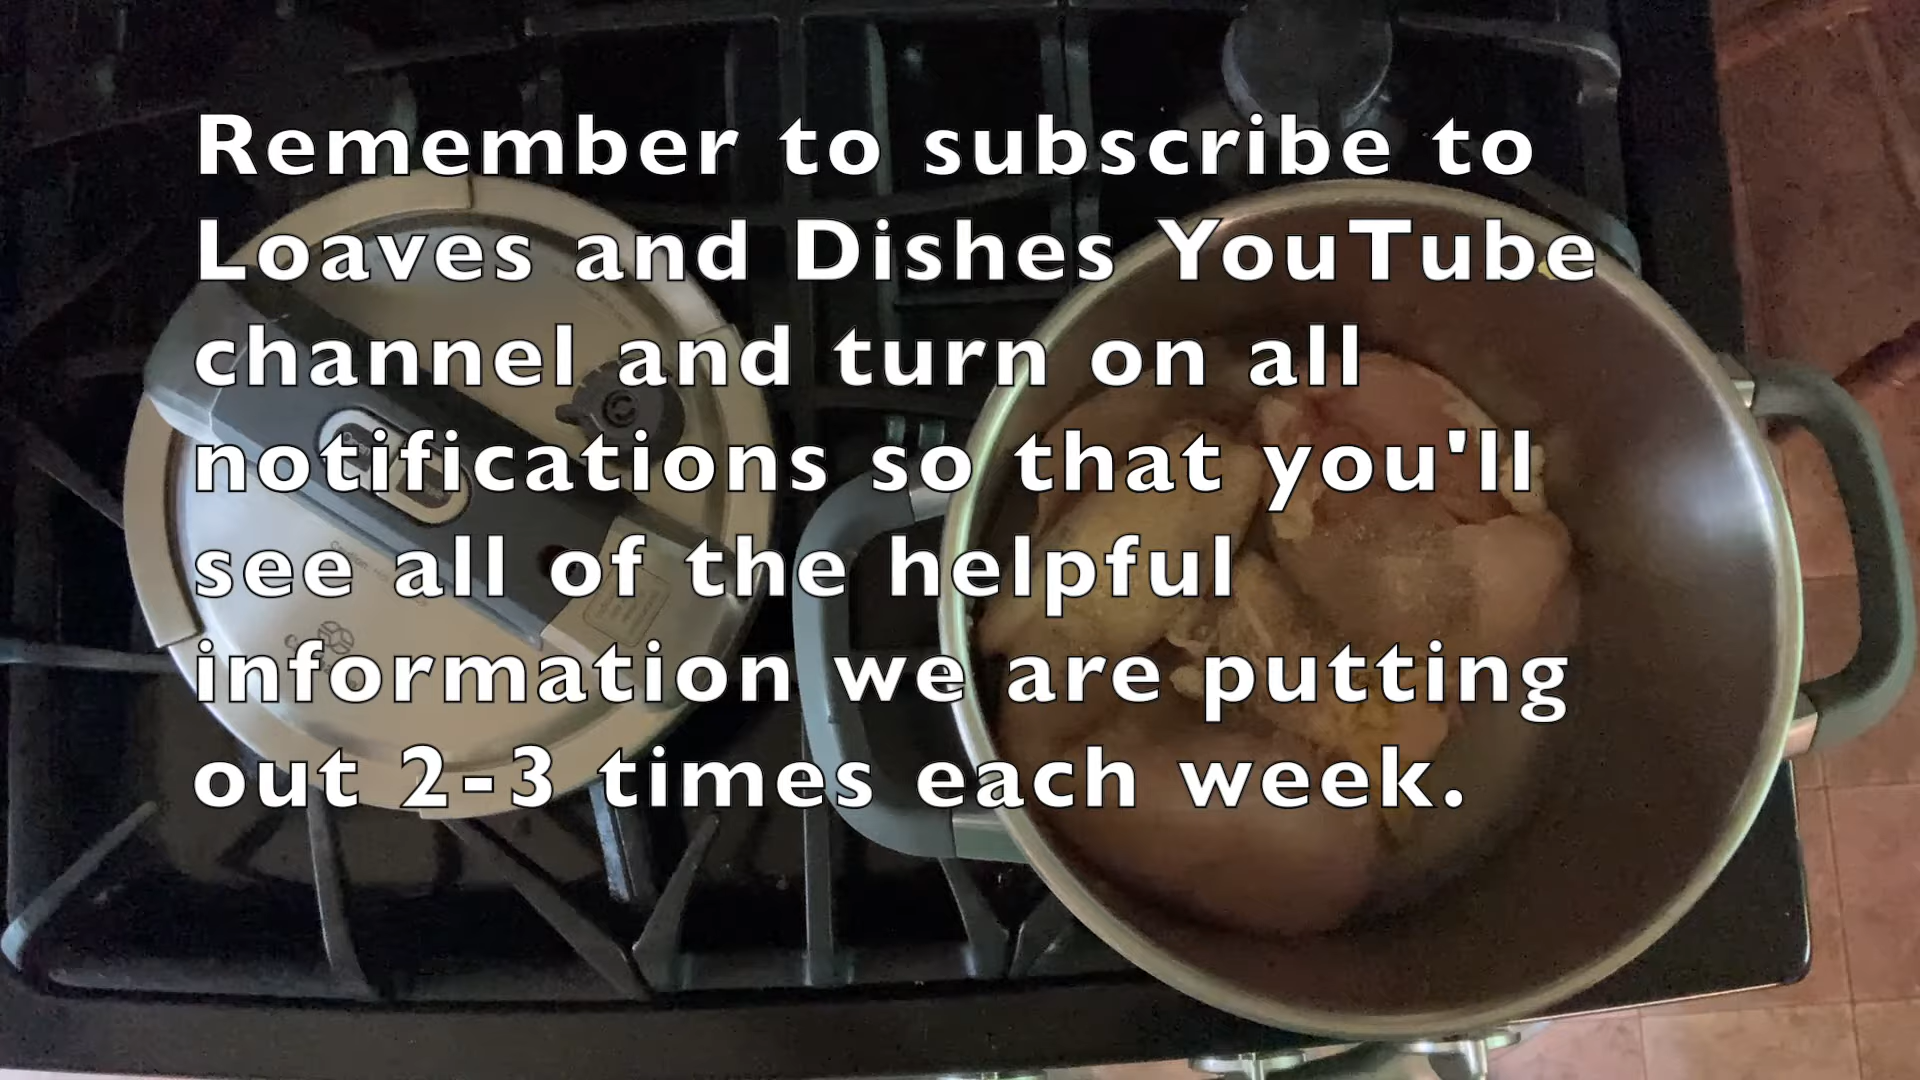 Remember to subscribe to
Loaves and Dishes YouTube
channel and turn on all
notifications so that you'll
see all of the helpful
information we are putting
out 2-3 times each week.